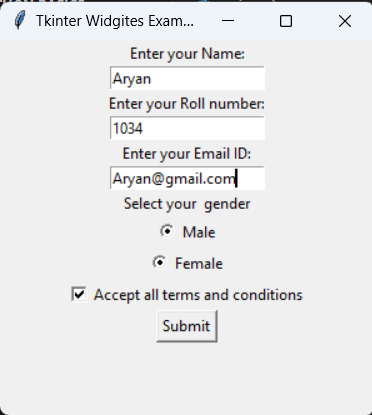 Tkinter Widgites Exam...
Enter your Name:
Aryan
Enter your Roll number:
1034
Enter your Email ID:
Aryan@gmail.com
Select your  gender
Male
Female
Accept all terms and conditions
Submit